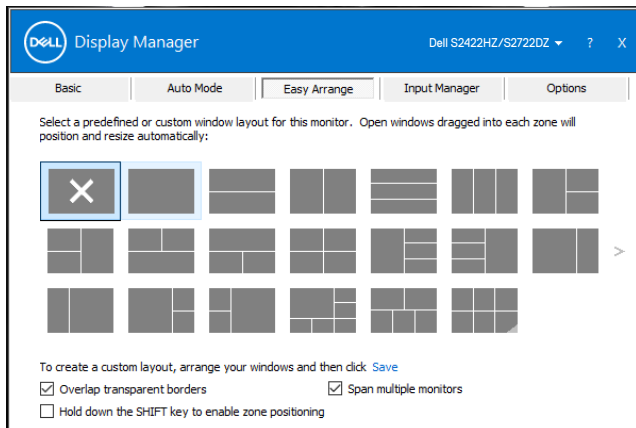 DELL Display Manager Dell S2422HZ/S2722DZ ? X
Basic Auto Mode Easy Arrange Input Manager Options
Select a predefined or custom window layout for this monitor. Open windows dragged into each zone will
position and resize automatically:
To create a custom layout, arrange your windows and then click Save
Overlap transparent borders Span multiple monitors
Hold down the SHIFT key to enable zone positioning